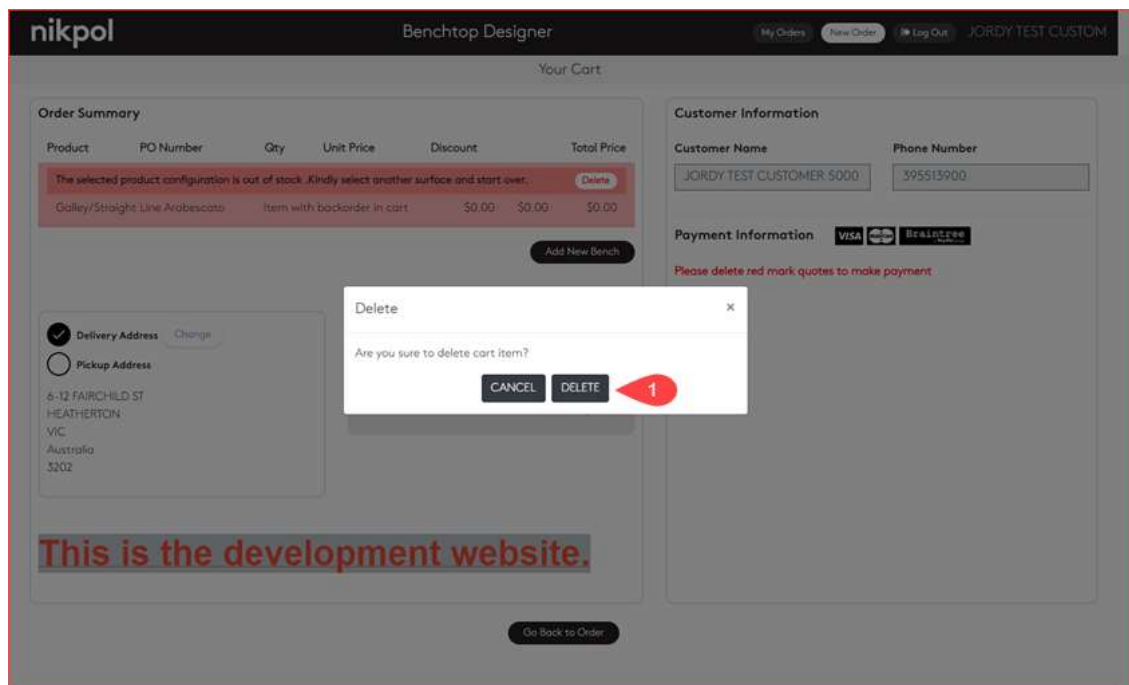 nikpol Benchtop Designer My Orders New Order Log Out JORDY TEST CUSTOM
Your Cart
Order Summary
Product PO Number Qty Unit Price Discount Total Price
The selected product configuration is out of stock .Kindly select another surface and start over. Delete
Galley/Straight Line Arabescato Item with backorder in cart $0.00 $0.00 $0.00
Add New Bench
Customer Information
Customer Name Phone Number
JORDY TEST CUSTOMER S000 395513900
Payment Information VISA Braintree
Please delete red mark quotes to make payment
Delete ×
Are you sure to delete cart item?
CANCEL DELETE 1
Delivery Address Change
Pickup Address
6-12 FAIRCHILD ST
HEATHERTON
VIC
Australia
3202
This is the development website.
Go Back to Order